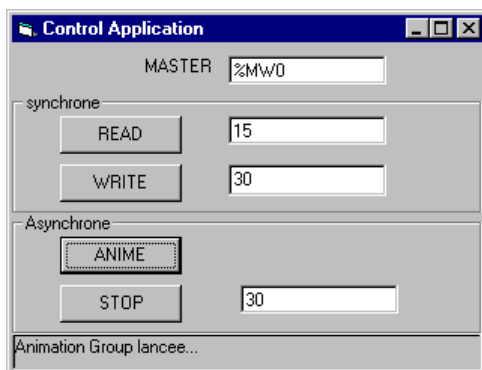 Control Application
MASTER %MW0
synchrone
READ 15
WRITE 30
Asynchrone
ANIME
STOP 30
Animation Group lancee...